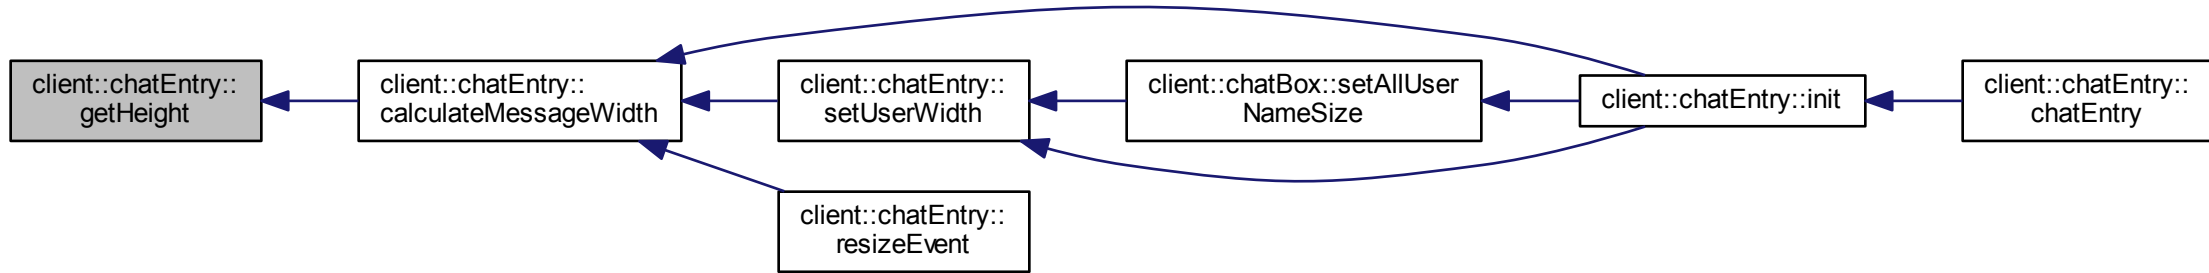 client::chatEntry::
getHeight
client::chatEntry::
calculateMessageWidth
client::chatEntry::
setUserWidth
client::chatEntry::
resizeEvent
client::chatBox::setAllUser
NameSize
client::chatEntry::init
client::chatEntry::
chatEntry